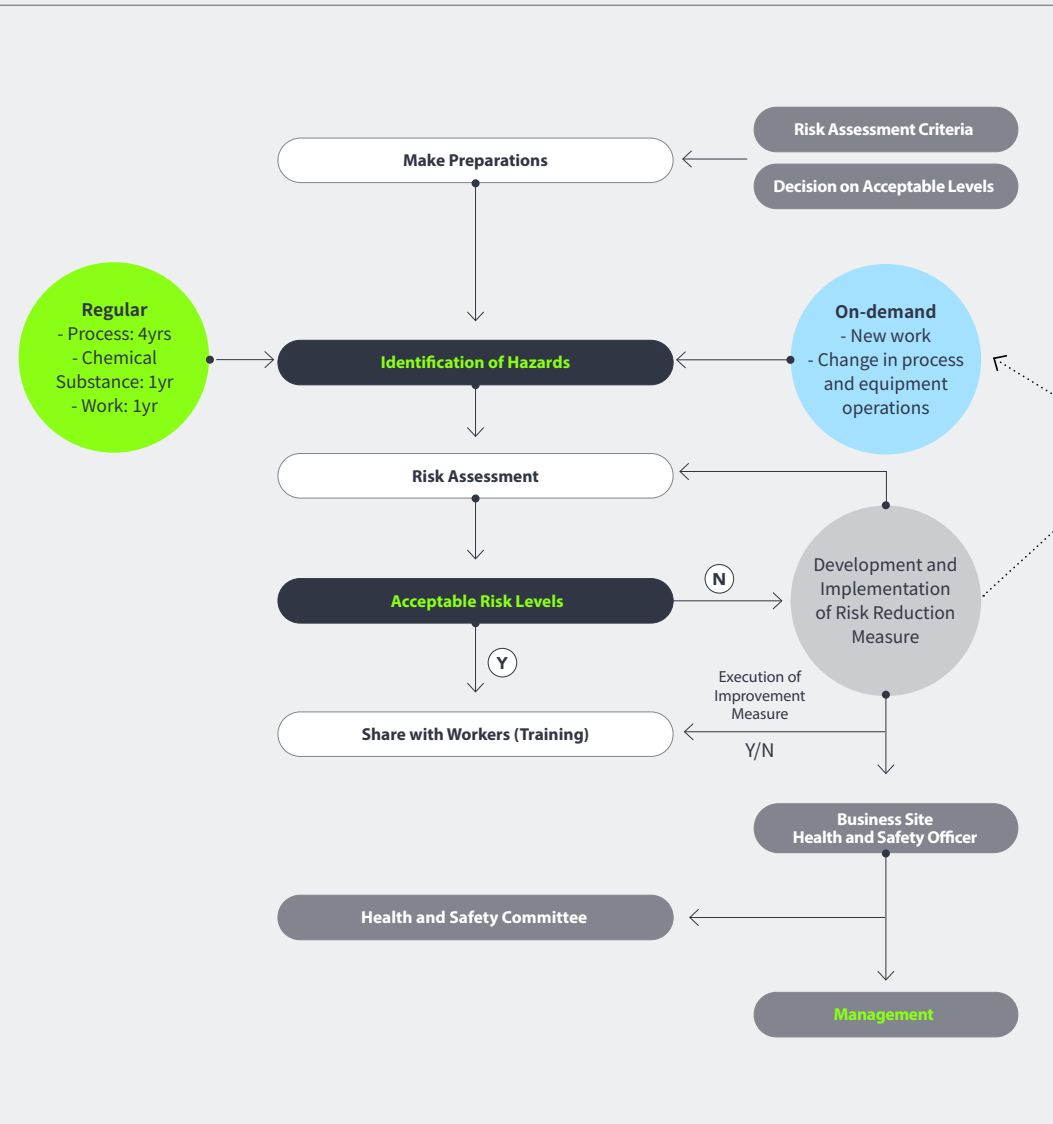 Risk Assessment Criteria
Make Preparations
Decision on Acceptable Levels
Regular
- Process: 4yrs
- Chemical
Substance: 1yr
- Work: 1yr
Identification of Hazards
On-demand
- New work
- Change in process
and equipment
operations
Risk Assessment
Acceptable Risk Levels
N
Development and
Implementation
of Risk Reduction
Measure
Y
Execution of
Improvement
Measure
Y/N
Share with Workers (Training)
Business Site
Health and Safety Officer
Health and Safety Committee
Management